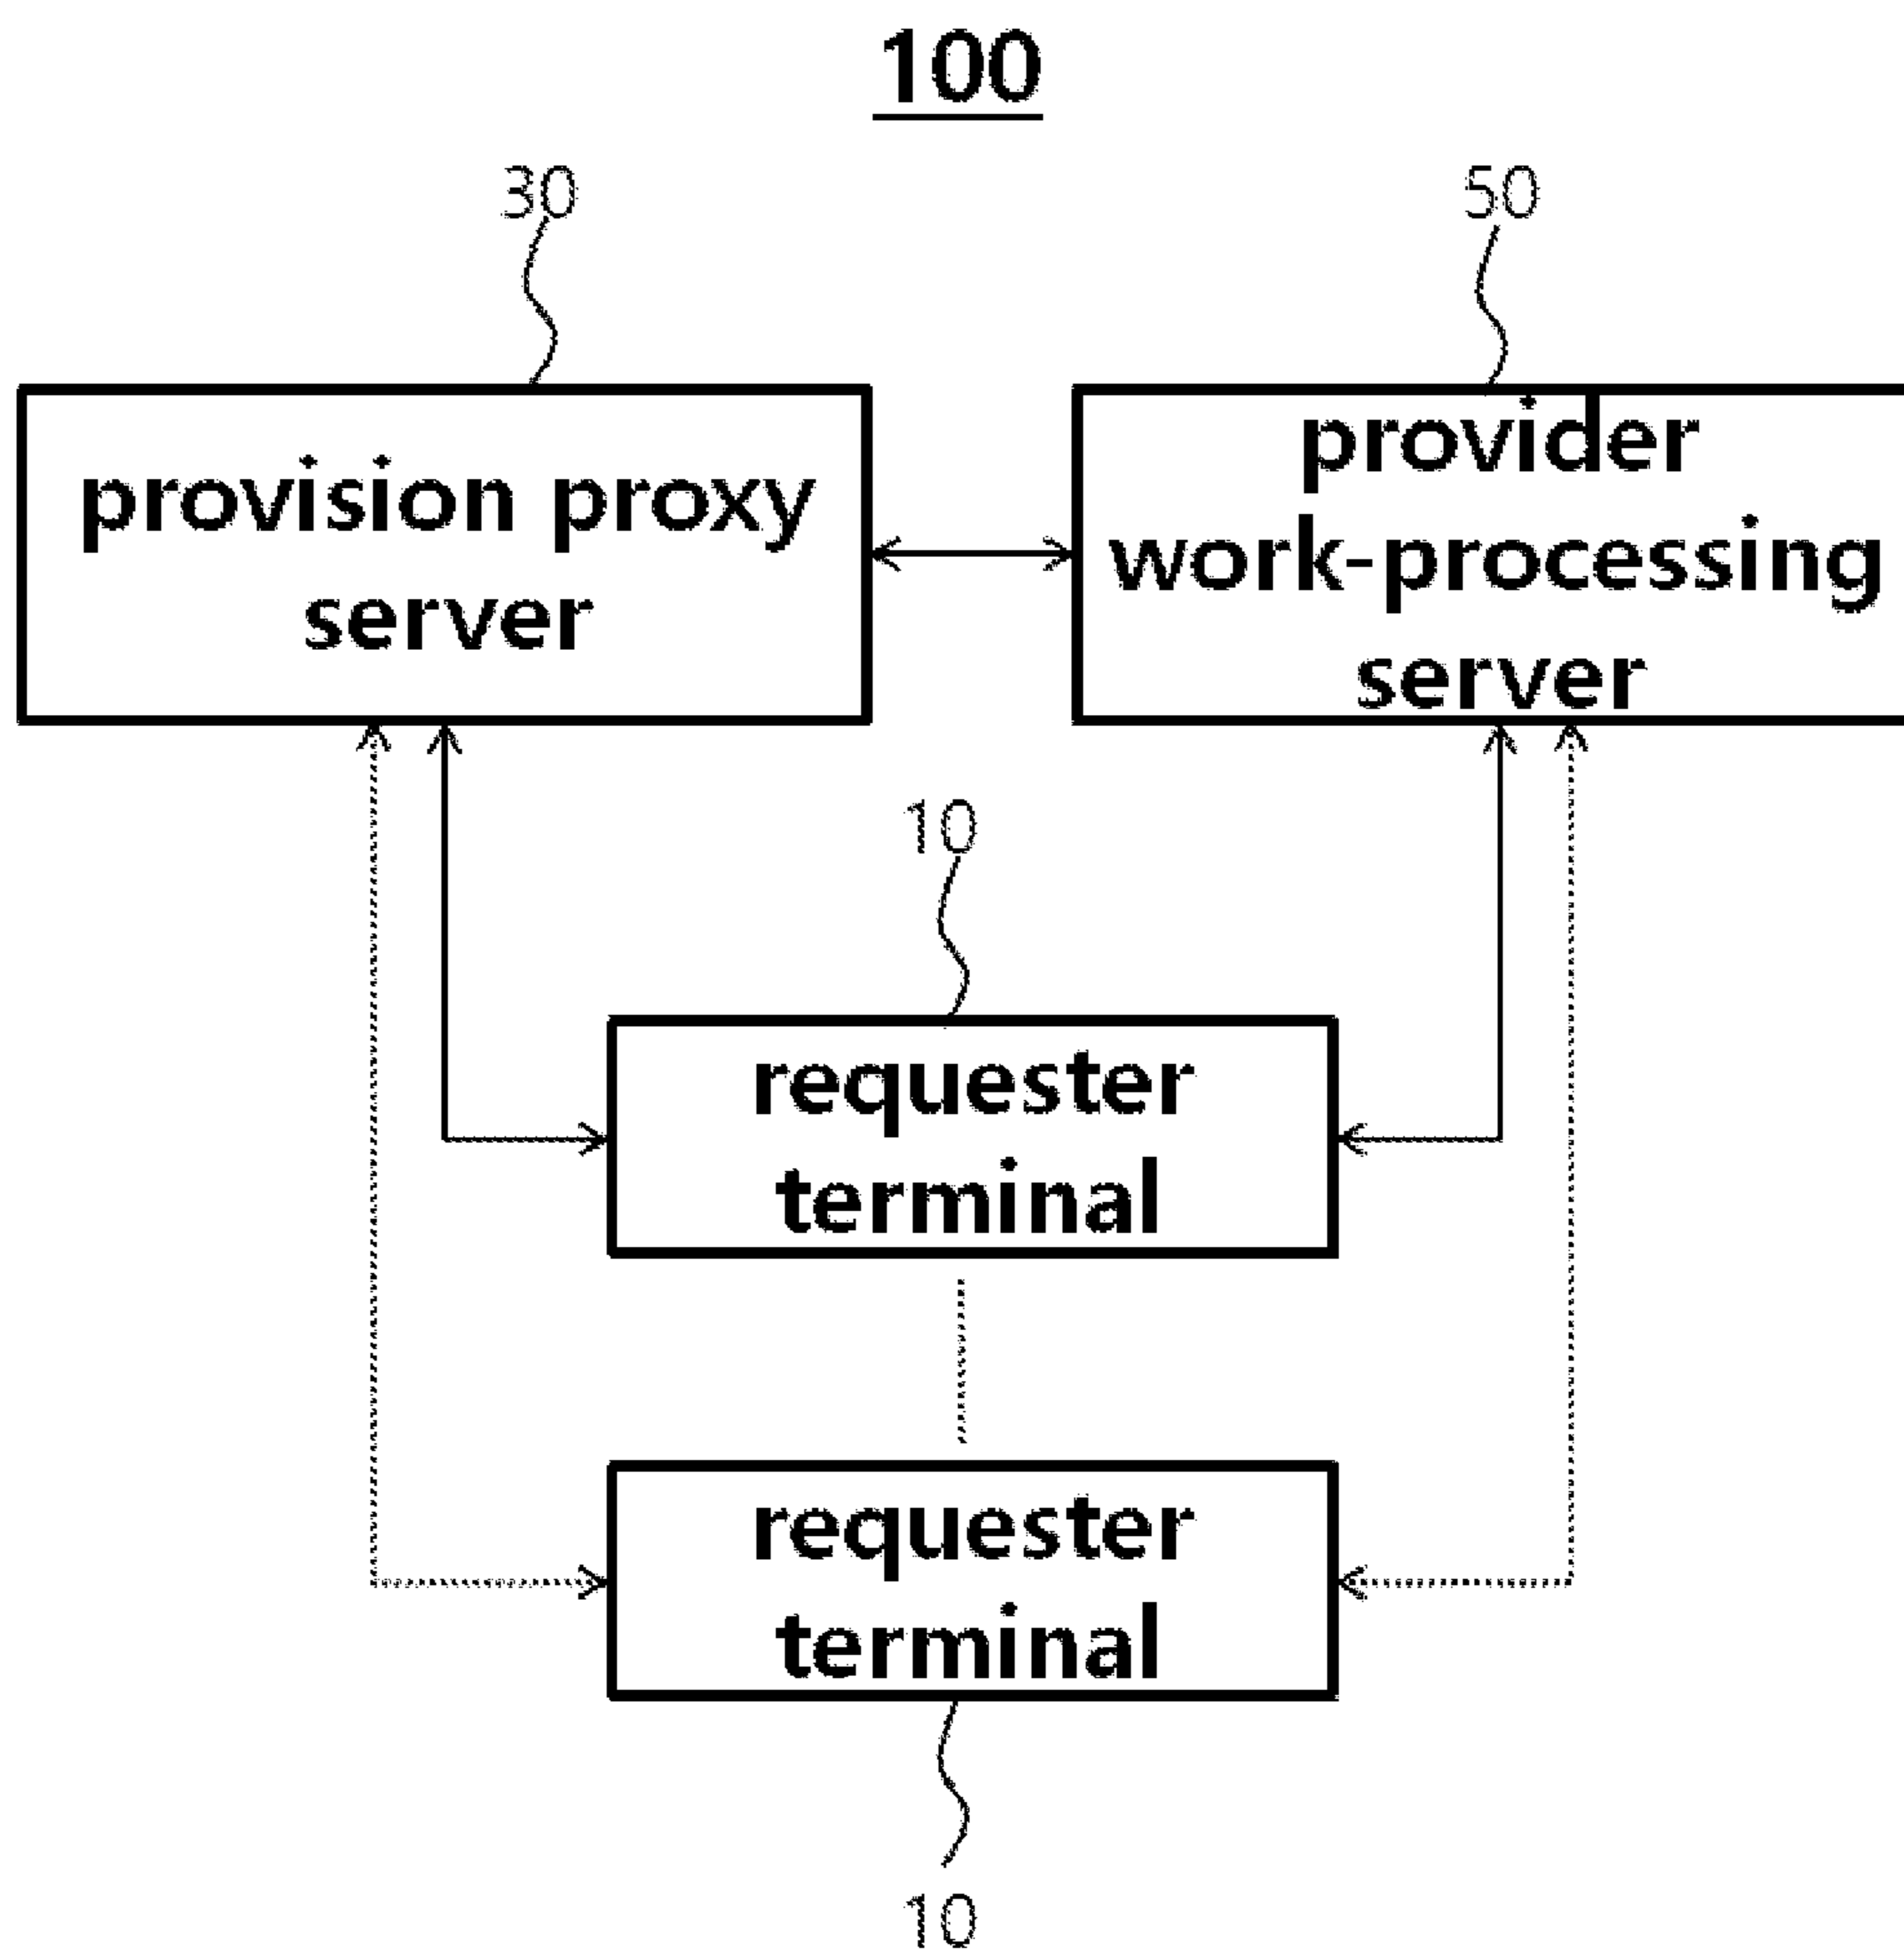 100
30
50
provision proxy
server
provider
work-processing
server
10
requester
terminal
requester
terminal
10